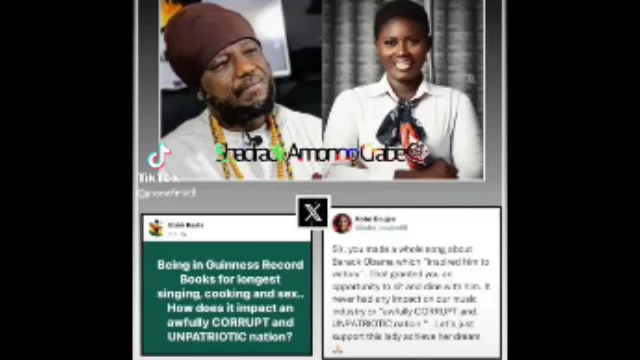 Shadrack Amonoo Crabe
TikTok
Blakk Rasta
Being in Guinness Record
Books for longest
singing, cooking and sex..
How does it impact an
awfully CORRUPT and
UNPATRIOTIC nation?
X
Sir, you made a whole song about
Barack Obama which "inspired him to
victory". That granted you an
opportunity to sit and dine with him. It
never had any impact on our music
industry or "awfully CORRUPT and
UNPATRIOTIC nation". Let's just
support this lady achieve her dream